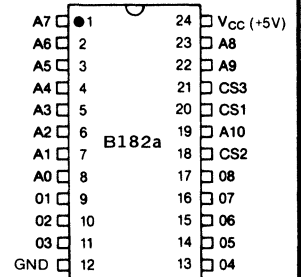 A7 1 24 VCC (+5V)
A6 2 23 A8
A5 3 22 A9
A4 4 21 CS3
A3 5 20 CS1
A2 6 19 A10
B182a
A1 7 18 CS2
A0 8 17 08
01 9 16 07
02 10 15 06
03 11 14 05
GND 12 13 04